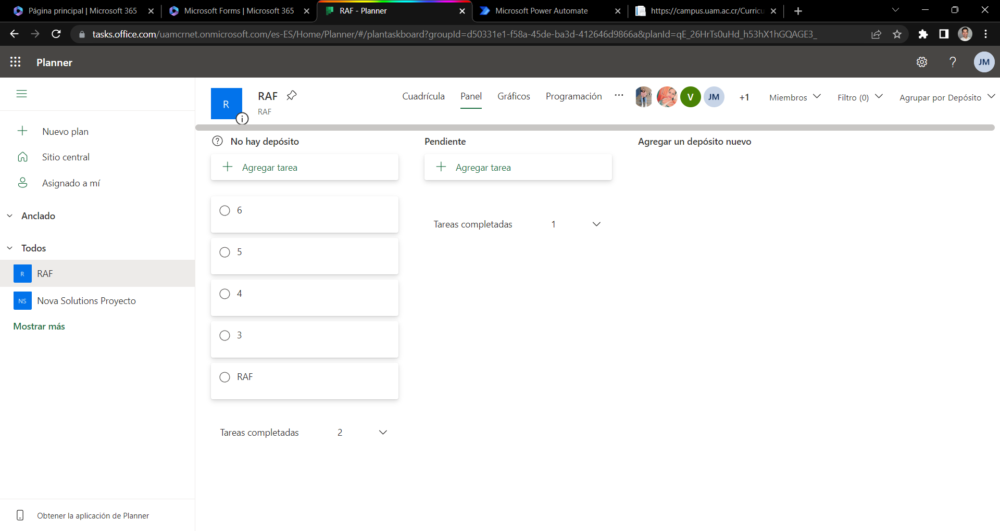 Página principal | Microsoft 365
Microsoft Forms | Microsoft 365
RAF - Planner
Microsoft Power Automate
https://campus.uam.ac.cr/Curricu
tasks.office.com/uamcrnet.onmicrosoft.com/es-ES/Home/Planner/#/plantaskboard?groupId=d50331e1-f58a-45de-ba3d-412646d9866a&planId=qE_26HrTs0uHd_h53hX1hGQAGE3_
Planner
?
JM
R
RAF
RAF
Cuadrícula
Panel
Gráficos
Programación
V
JM
+1
Miembros
Filtro (0)
Agrupar por Depósito
Nuevo plan
Sitio central
Asignado a mí
Anclado
Todos
R
RAF
NS
Nova Solutions Proyecto
Mostrar más
Obtener la aplicación de Planner
No hay depósito
Agregar tarea
6
5
4
3
RAF
Tareas completadas 2
Pendiente
Agregar tarea
Tareas completadas 1
Agregar un depósito nuevo